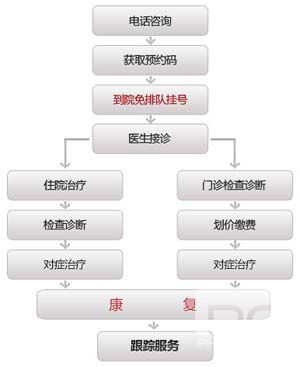 电话咨询
获取预约码
到院免排队挂号
医生接诊
住院治疗
门诊检查诊断
检查诊断
划价缴费
对症治疗
对症治疗
康 复
跟踪服务